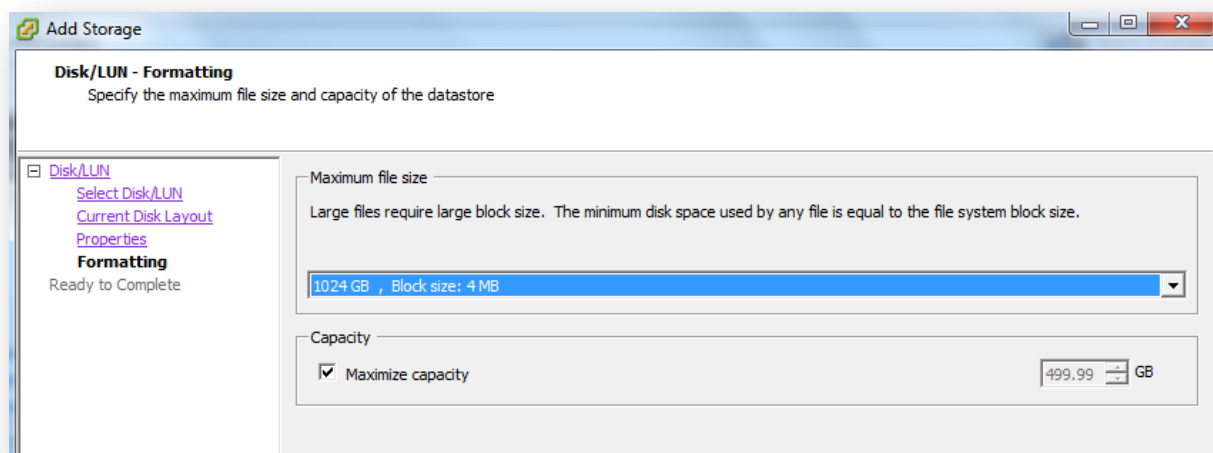 Add Storage
Disk/LUN - Formatting
Specify the maximum file size and capacity of the datastore
Disk/LUN
Select Disk/LUN
Current Disk Layout
Properties
Formatting
Ready to Complete
Maximum file size
Large files require large block size. The minimum disk space used by any file is equal to the file system block size.
1024 GB , Block size: 4 MB
Capacity
Maximize capacity
499.99 GB